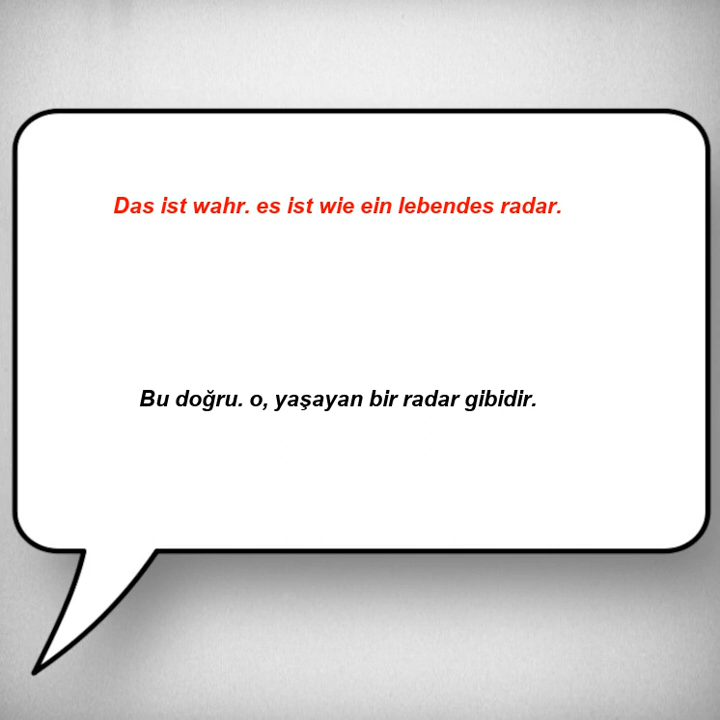 Das ist wahr. es ist wie ein lebendes radar.
Bu doğru. o, yaşayan bir radar gibidir.